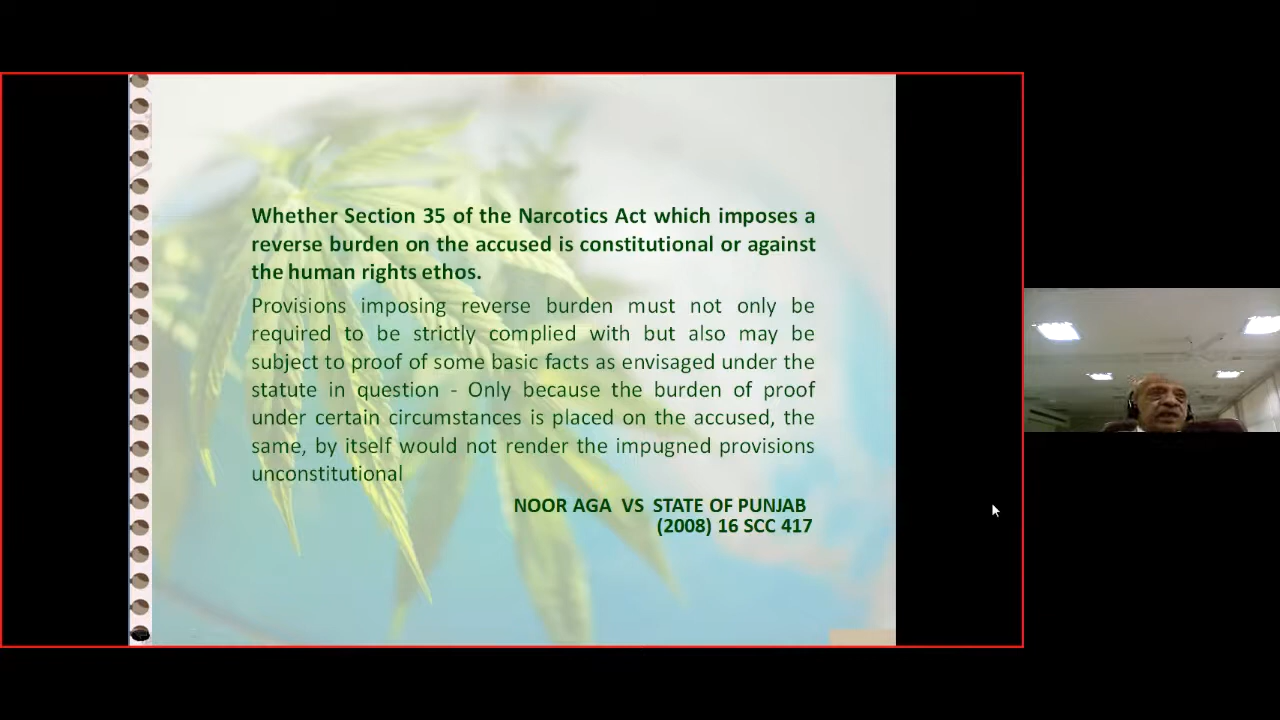 Whether Section 35 of the Narcotics Act which imposes a
reverse burden on the accused is constitutional or against
the human rights ethos.
Provisions imposing reverse burden must not only be
required to be strictly complied with but also may be
subject to proof of some basic facts as envisaged under the
statute in question - Only because the burden of proof
under certain circumstances is placed on the accused, the
same, by itself would not render the impugned provisions
unconstitutional
NOOR AGA VS STATE OF PUNJAB
(2008) 16 SCC 417